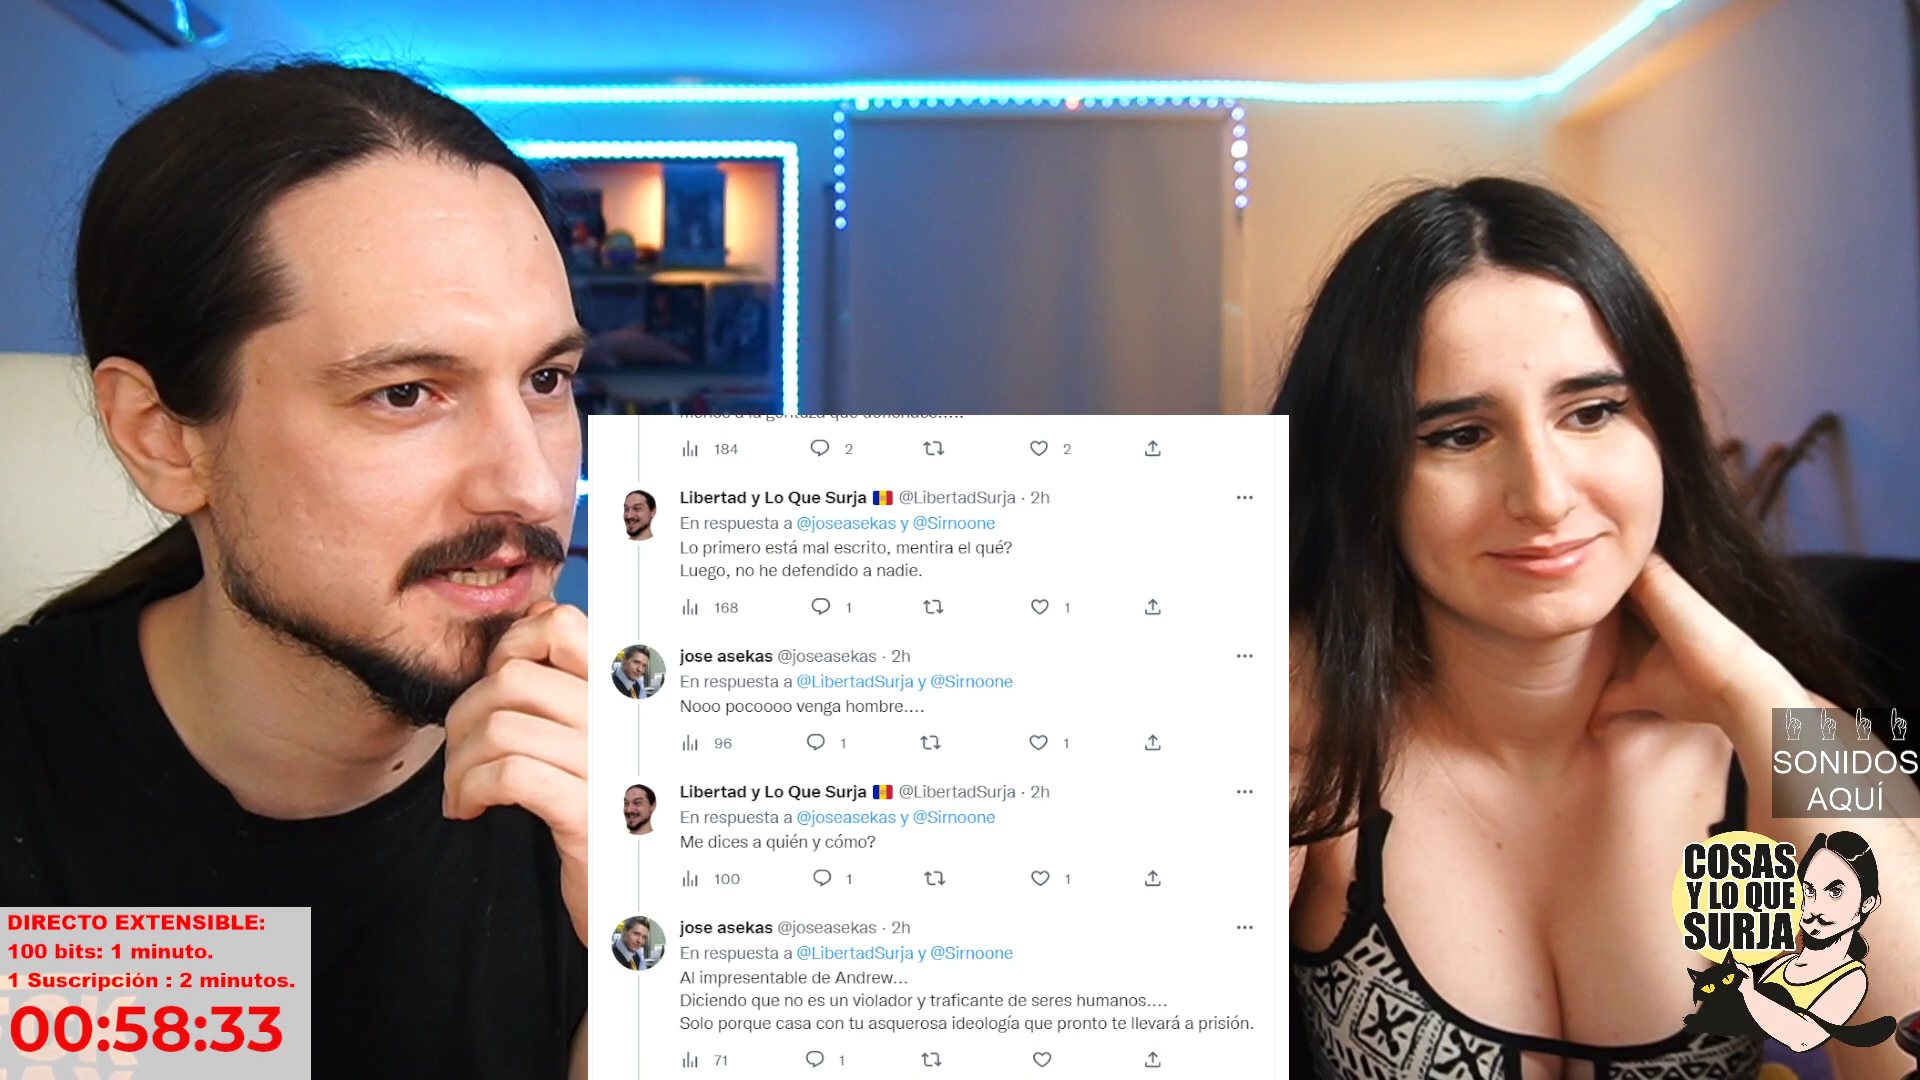 184
2
2
Libertad y Lo Que Surja @LibertadSurja · 2h
En respuesta a @joseasekas y @Sirnoone
Lo primero está mal escrito, mentira el qué?
Luego, no he defendido a nadie.
168
1
1
jose asekas @joseasekas · 2h
En respuesta a @LibertadSurja y @Sirnoone
Nooo pocoooo venga hombre....
96
1
1
Libertad y Lo Que Surja @LibertadSurja · 2h
En respuesta a @joseasekas y @Sirnoone
Me dices a quién y cómo?
100
1
1
jose asekas @joseasekas · 2h
En respuesta a @LibertadSurja y @Sirnoone
Al impresentable de Andrew...
Diciendo que no es un violador y traficante de seres humanos....
Solo porque casa con tu asquerosa ideología que pronto te llevará a prisión.
71
1
DIRECTO EXTENSIBLE:
100 bits: 1 minuto.
1 Suscripción : 2 minutos.
00:58:33
SONIDOS
AQUÍ
COSAS
Y LO QUE
SURJA